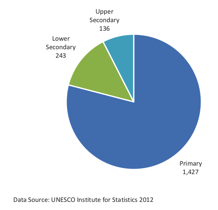 Upper
Secondary
136
Lower
Secondary
243
Primary
1,427
Data Source: UNESCO Institute for Statistics 2012